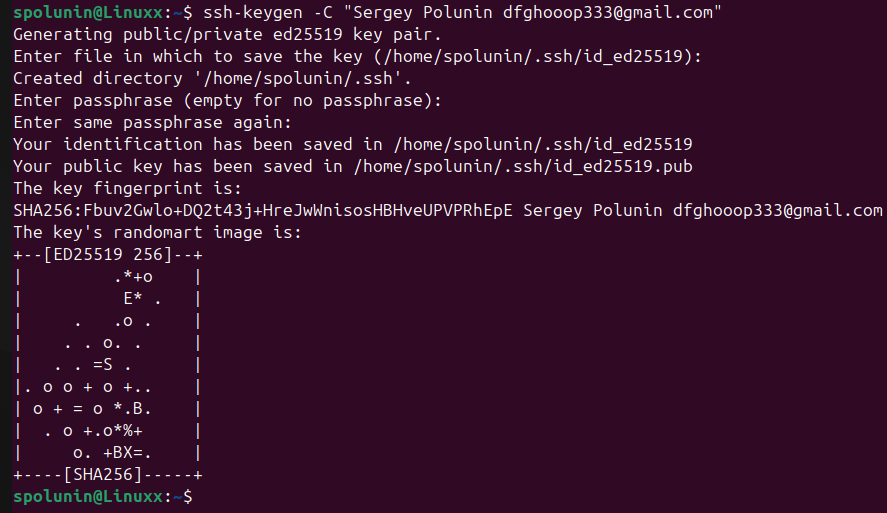 spolunin@Linuxx:~$ ssh-keygen -C "Sergey Polunin dfghooop333@gmail.com"
Generating public/private ed25519 key pair.
Enter file in which to save the key (/home/spolunin/.ssh/id_ed25519):
Created directory '/home/spolunin/.ssh'.
Enter passphrase (empty for no passphrase):
Enter same passphrase again:
Your identification has been saved in /home/spolunin/.ssh/id_ed25519
Your public key has been saved in /home/spolunin/.ssh/id_ed25519.pub
The key fingerprint is:
SHA256:Fbuv2Gwlo+DQ2t43j+HreJwWnisosHBHveUPVPRhEpE Sergey Polunin dfghooop333@gmail.com
The key's randomart image is:
+--[ED25519 256]--+
|         .*+o    |
|          E* .   |
|     .   .o .    |
|    . . o. .     |
|   . . =S .      |
|. o o + o +..    |
| o + = o *.B.    |
|  . o +.o*%+     |
|     o. +BX=.    |
+----[SHA256]-----+
spolunin@Linuxx:~$